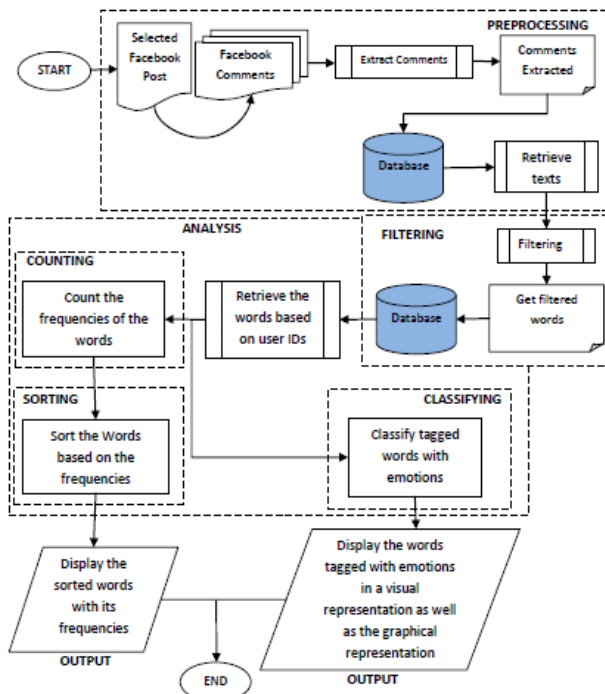 PREPROCESSING
START
Selected
Facebook
Post
Facebook
Comments
Extract Comments
Comments
Extracted
Database
Retrieve
texts
ANALYSIS
FILTERING
Filtering
COUNTING
Count the
frequencies of the
words
Retrieve the
words based
on user IDs
Database
Get filtered
words
SORTING
Sort the Words
based on the
frequencies
CLASSIFYING
Classify tagged
words with
emotions
Display the
sorted words
with its
frequencies
OUTPUT
Display the words
tagged with emotions
in a visual
representation as well
as the graphical
representation
OUTPUT
END